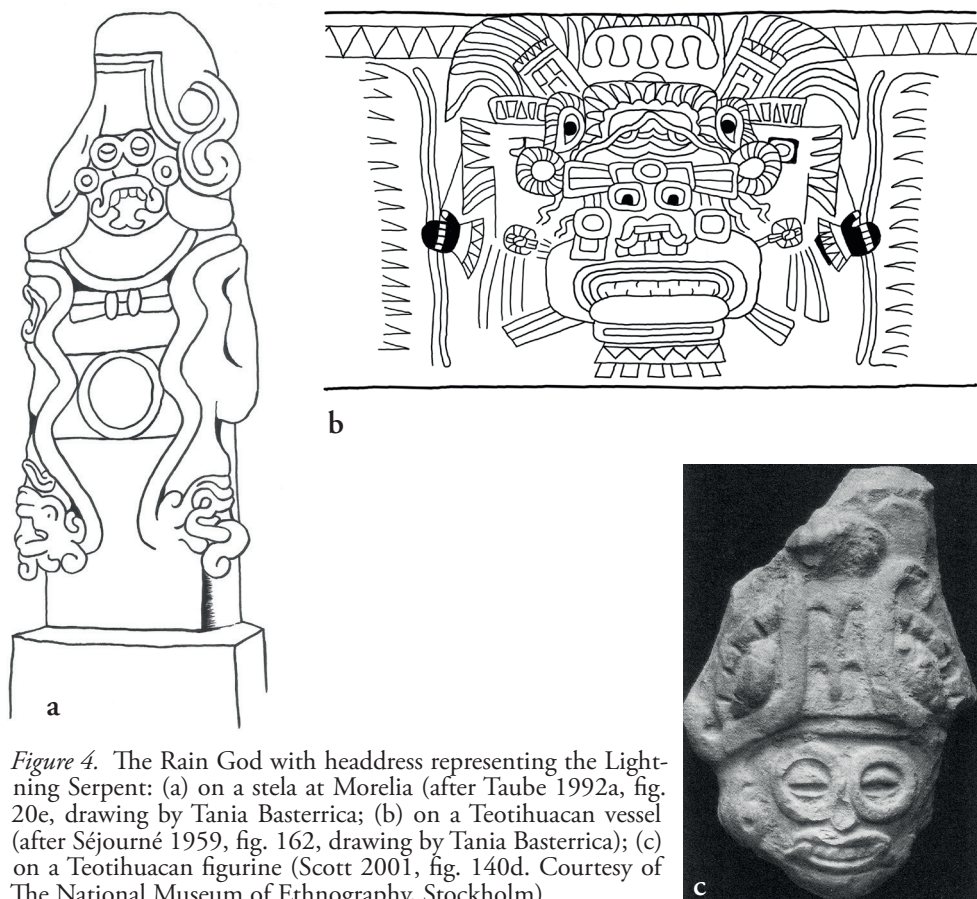 a
b
c
Figure 4. The Rain God with headdress representing the Light-
ning Serpent: (a) on a stela at Morelia (after Taube 1992a, fig.
20e, drawing by Tania Basterrica; (b) on a Teotihuacan vessel
(after Séjourné 1959, fig. 162, drawing by Tania Basterrica); (c)
on a Teotihuacan figurine (Scott 2001, fig. 140d. Courtesy of
The National Museum of Ethnography, Stockholm)